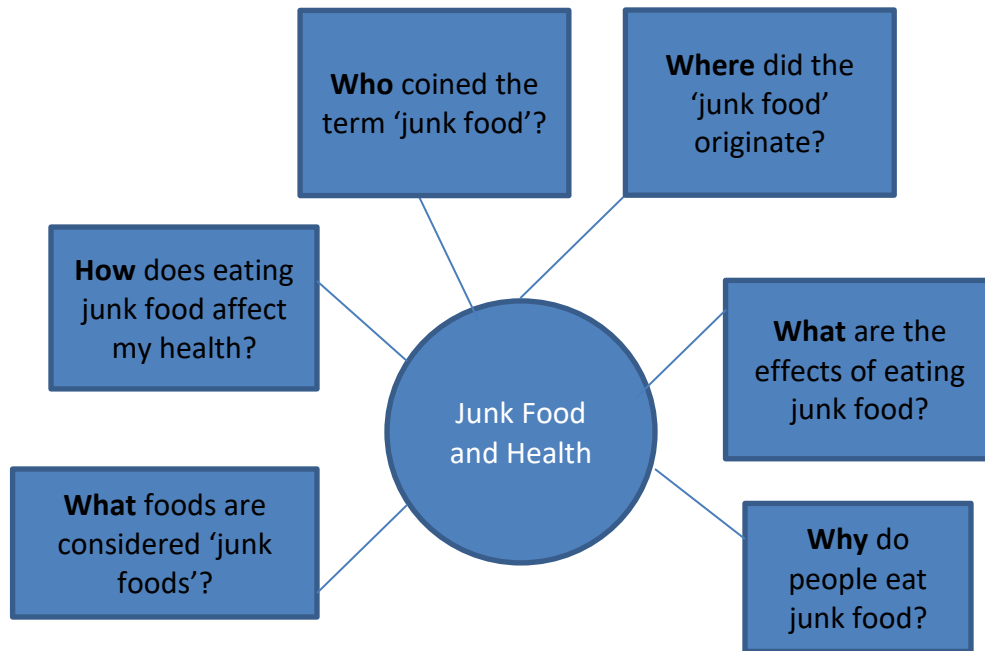 Who coined the
term ‘junk food’?
Where did the
‘junk food’
originate?
How does eating
junk food affect
my health?
What are the
effects of eating
junk food?
Junk Food
and Health
What foods are
considered ‘junk
foods’?
Why do
people eat
junk food?